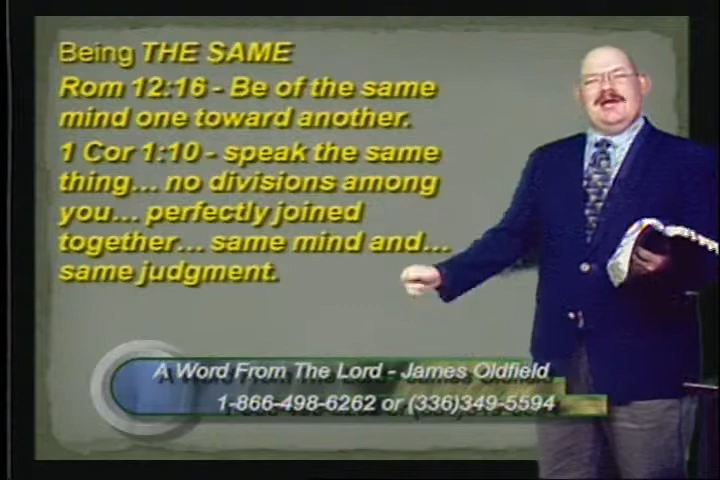 Being THE SAME
Rom 12:16 - Be of the same
mind one toward another.
1 Cor 1:10 - speak the same
thing... no divisions among
you... perfectly joined
together... same mind and...
same judgment.
A Word From The Lord - James Oldfield
1-866-498-6262 or (336)349-5594